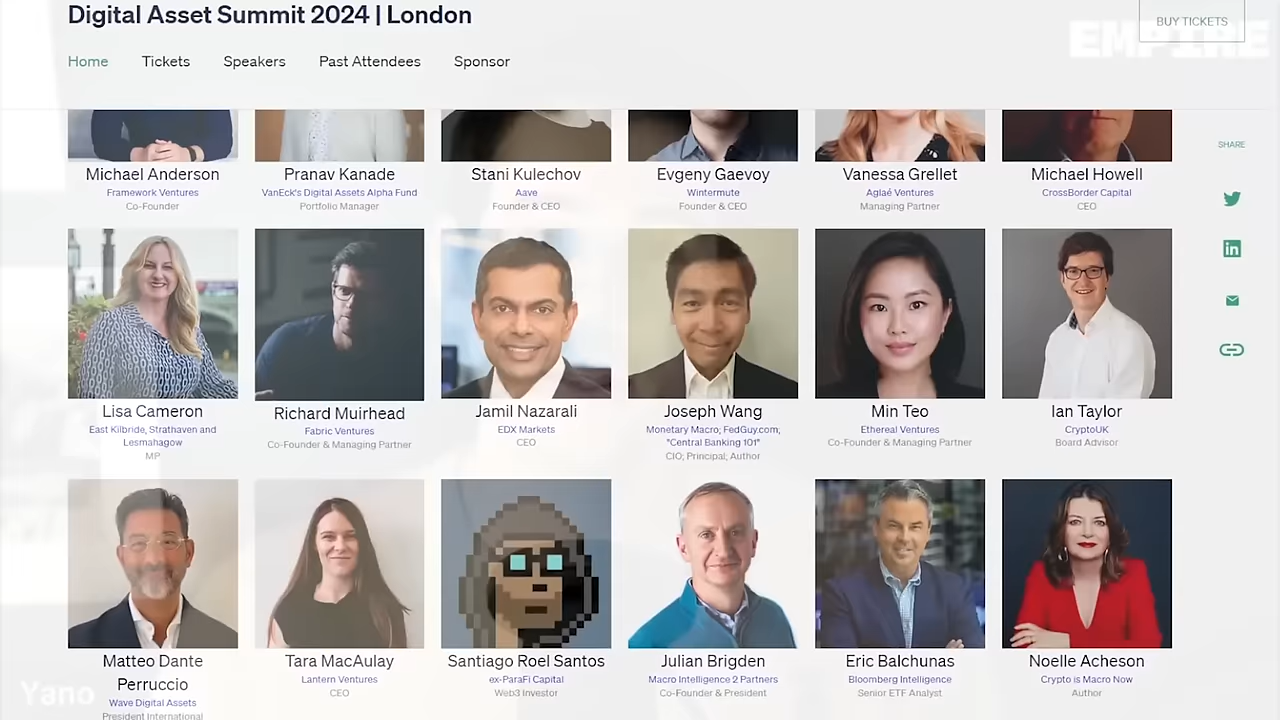 Digital Asset Summit 2024 | London
BUY TICKETS
EMPIRE
Home Tickets Speakers Past Attendees Sponsor
SHARE
Michael Anderson
Framework Ventures
Co-Founder
Pranav Kanade
VanEck's Digital Assets Alpha Fund
Portfolio Manager
Stani Kulechov
Aave
Founder & CEO
Evgeny Gaevoy
Wintermute
Founder & CEO
Vanessa Grellet
Aglaé Ventures
Managing Partner
Michael Howell
CrossBorder Capital
CEO
Lisa Cameron
East Kilbride, Strathaven and
Lesmahagow
MP
Richard Muirhead
Fabric Ventures
Co-Founder & Managing Partner
Jamil Nazarali
EDX Markets
CEO
Joseph Wang
Monetary Macro; FedGuy.com;
"Central Banking 101"
CIO; Principal; Author
Min Teo
Ethereal Ventures
Co-Founder & Managing Partner
Ian Taylor
CryptoUK
Board Advisor
Matteo Dante
Perruccio
Wave Digital Assets
President International
Tara MacAulay
Lantern Ventures
CEO
Santiago Roel Santos
ex-ParaFi Capital
Web3 Investor
Julian Brigden
Macro Intelligence 2 Partners
Co-Founder & President
Eric Balchunas
Bloomberg Intelligence
Senior ETF Analyst
Noelle Acheson
Crypto is Macro Now
Author
Yano